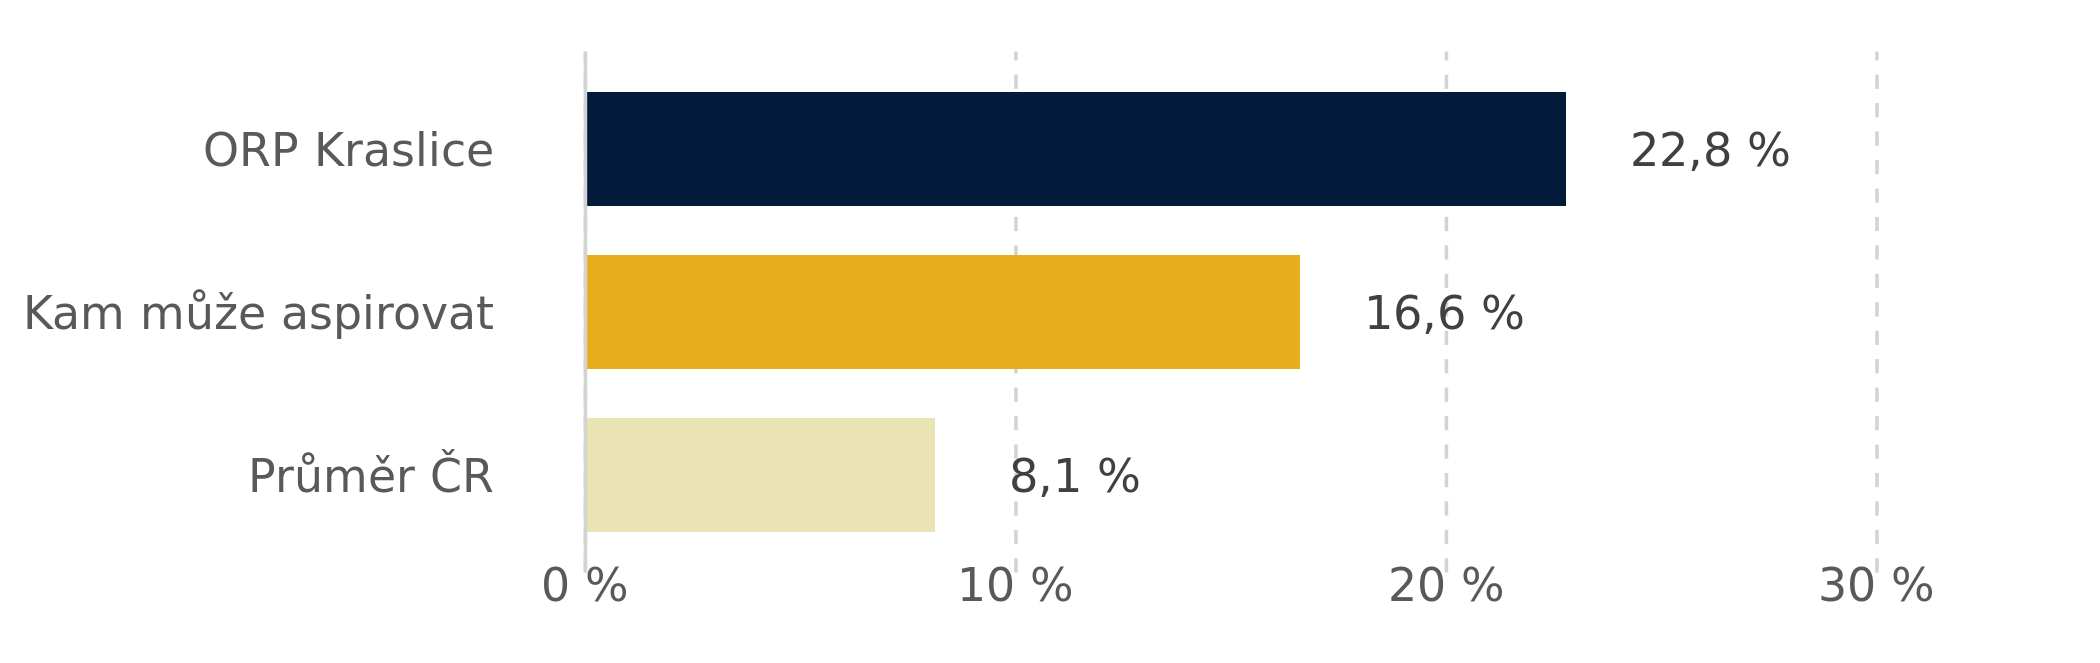 ORP Kraslice 22,8 %
Kam může aspirovat 16,6 %
Průměr ČR 8,1 %
0 % 10 % 20 % 30 %